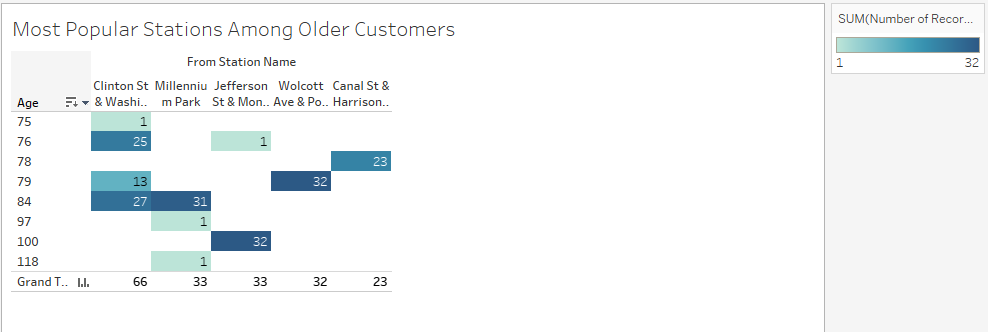 Most Popular Stations Among Older Customers
SUM(Number of Recor...
1 32
From Station Name
Age Clinton St & Washi.. Millenniu m Park Jefferson St & Mon.. Wolcott Ave & Po.. Canal St & Harrison..
75 1
76 25 1
78 23
79 13 32
84 27 31
97 1
100 32
118 1
Grand T.. 66 33 33 32 23